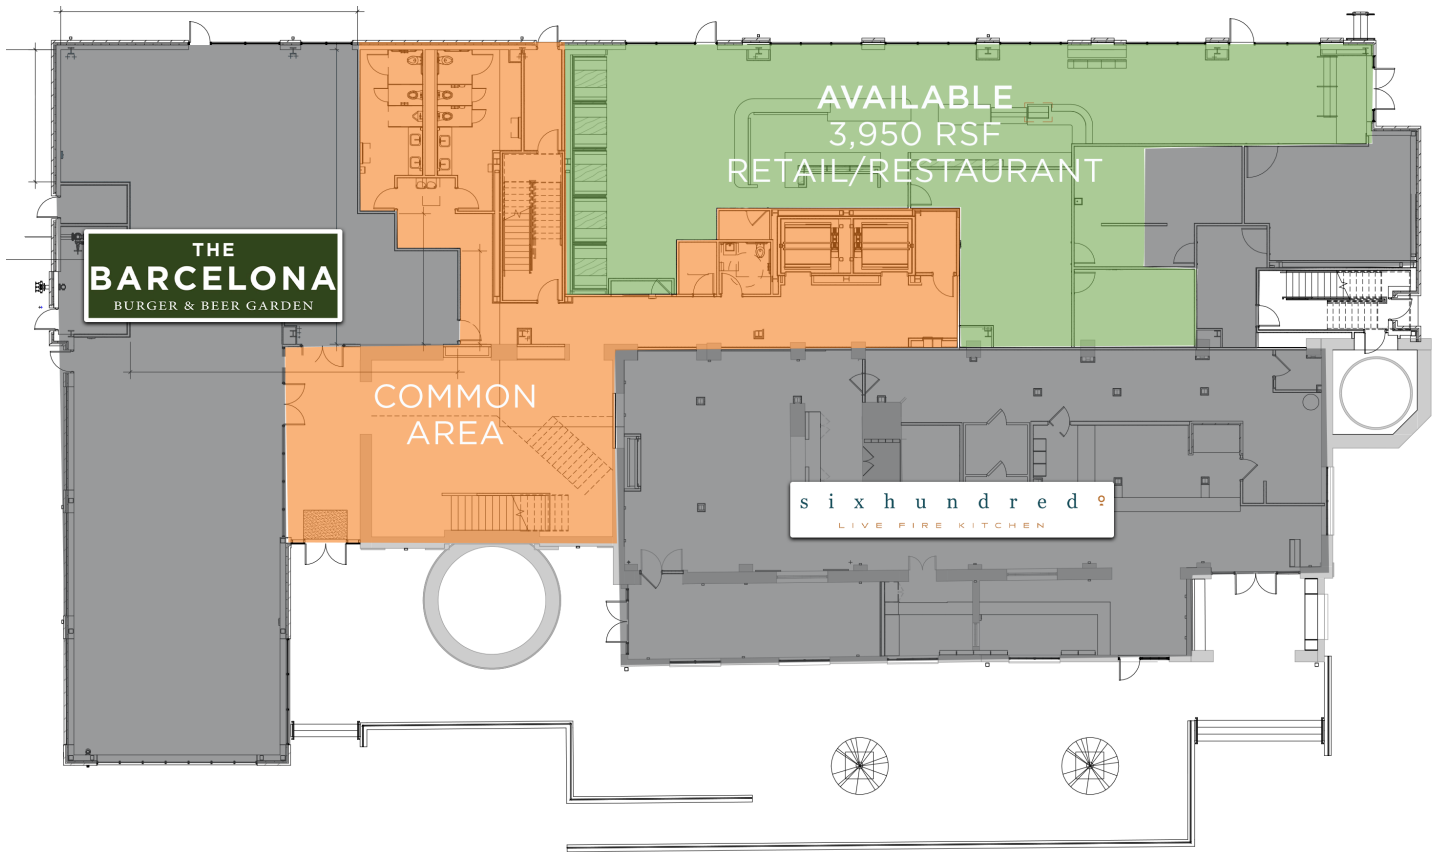 AVAILABLE
3,950 RSF
RETAIL/RESTAURANT
THE
BARCELONA
BURGER & BEER GARDEN
COMMON
AREA
sixhundred
LIVE FIRE KITCHEN